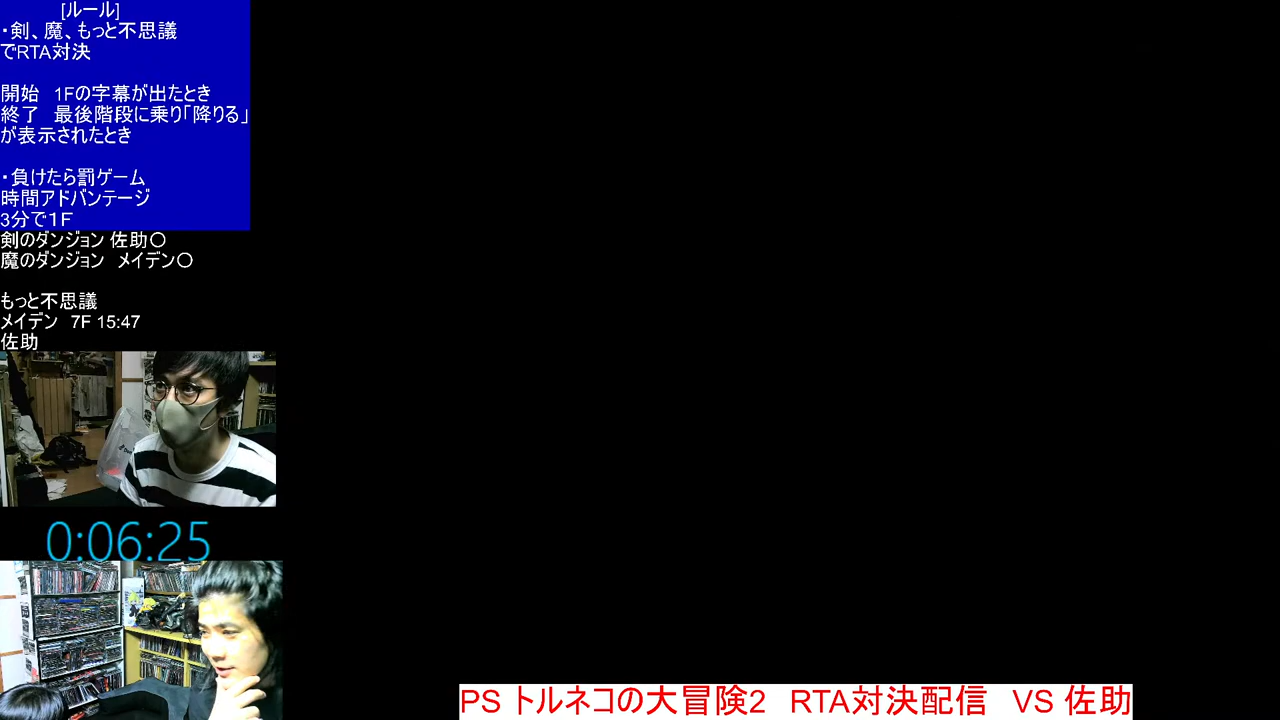 [ルール]
・剣、魔、もっと不思議
でRTA対決
開始　1Fの字幕が出たとき
終了　最後階段に乗り「降りる」
が表示されたとき
・負けたら罰ゲーム
時間アドバンテージ
3分で１F
剣のダンジョン 佐助〇
魔のダンジョン　メイデン〇
もっと不思議
メイデン　7F 15:47
佐助
0:06:25
PS トルネコの大冒険2　RTA対決配信　VS 佐助